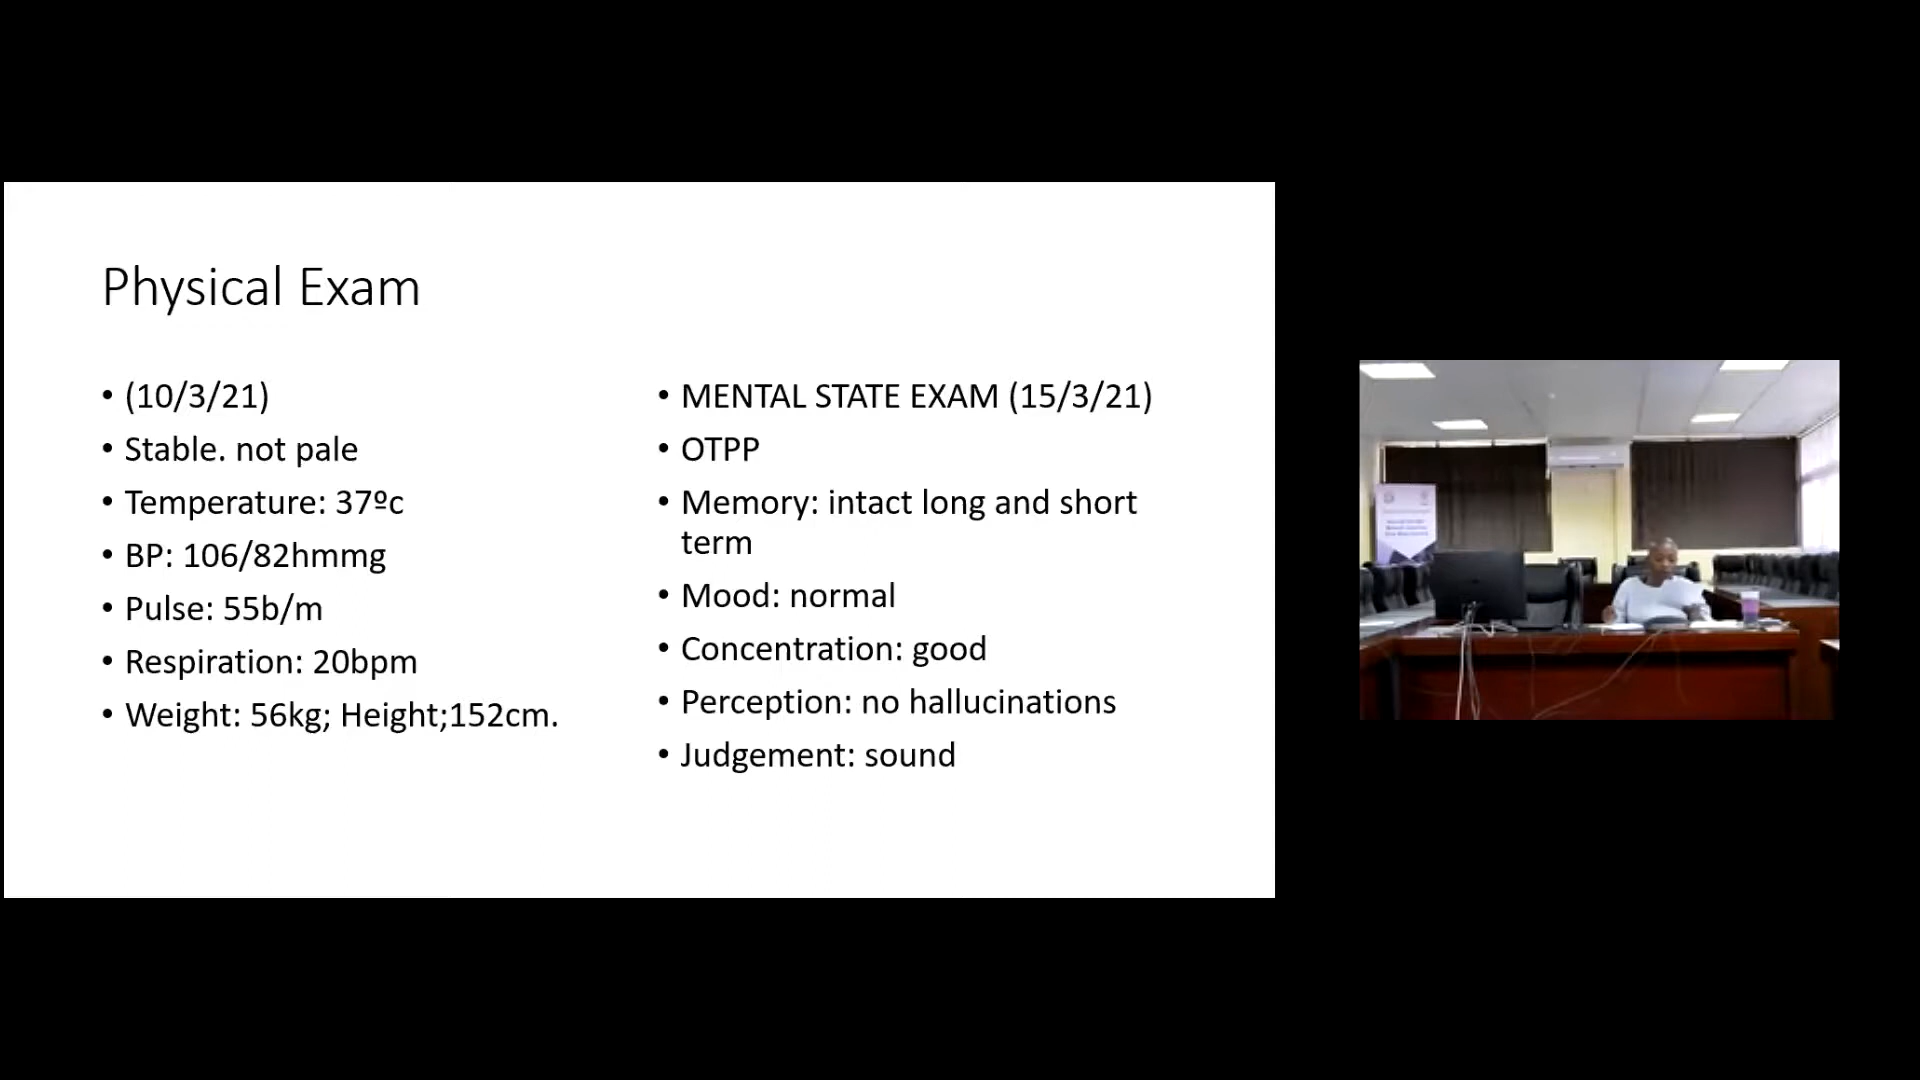 Physical Exam
• (10/3/21)
• Stable. not pale
• Temperature: 37ºc
• BP: 106/82hmmg
• Pulse: 55b/m
• Respiration: 20bpm
• Weight: 56kg; Height;152cm.
• MENTAL STATE EXAM (15/3/21)
• OTPP
• Memory: intact long and short
term
• Mood: normal
• Concentration: good
• Perception: no hallucinations
• Judgement: sound